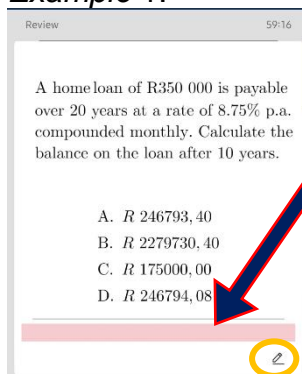 Example 1:
Review 59:16
A home loan of R350 000 is payable
over 20 years at a rate of 8.75% p.a.
compounded monthly. Calculate the
balance on the loan after 10 years.
A. R 246793, 40
B. R 2279730, 40
C. R 175000, 00
D. R 246794, 08